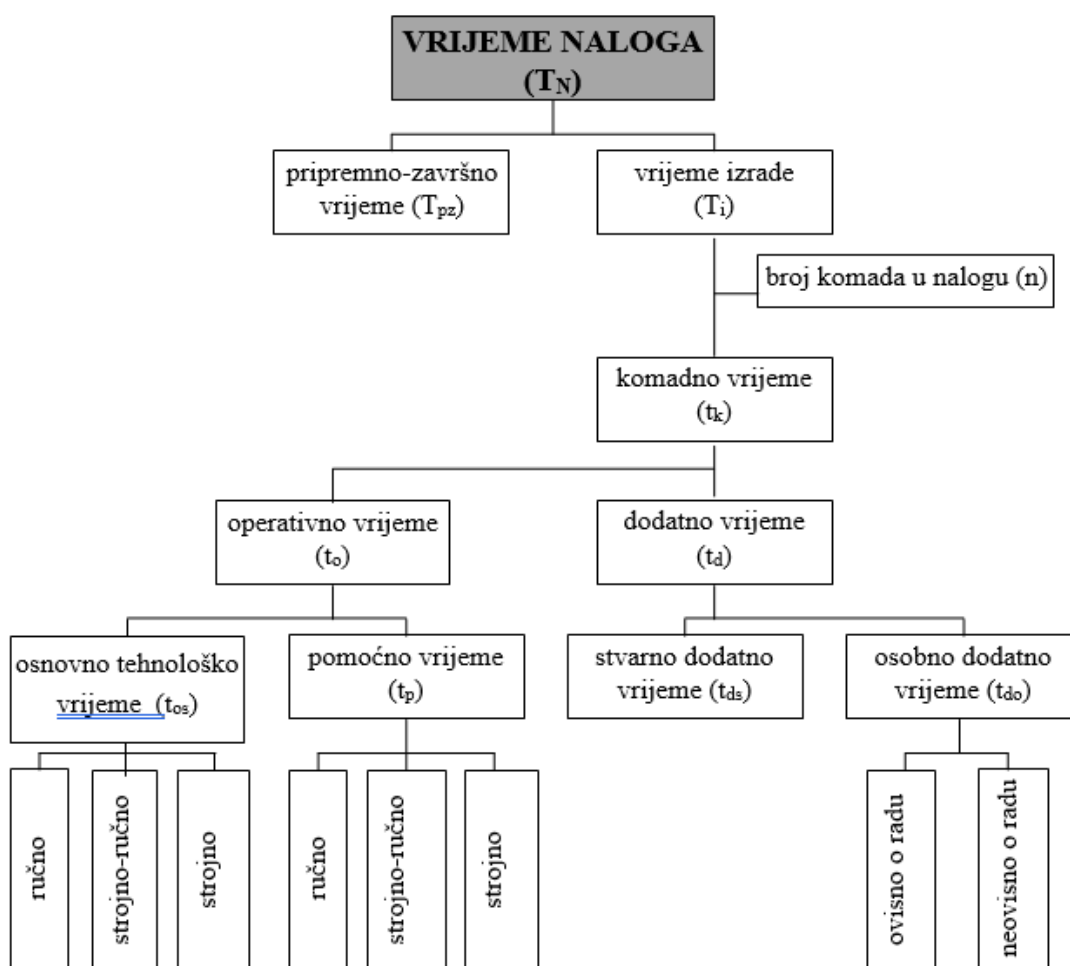 VRIJEME NALOGA
(TN)
pripremno-završno
vrijeme (Tpz)
vrijeme izrade
(Ti)
broj komada u nalogu (n)
komadno vrijeme
(tk)
operativno vrijeme
(to)
dodatno vrijeme
(td)
osnovno tehnološko
vrijeme (tos)
pomoćno vrijeme
(tp)
stvarno dodatno
vrijeme (tds)
osobno dodatno
vrijeme (tdo)
ručno
strojno-ručno
strojno
ručno
strojno-ručno
strojno
ovisno o radu
neovisno o radu